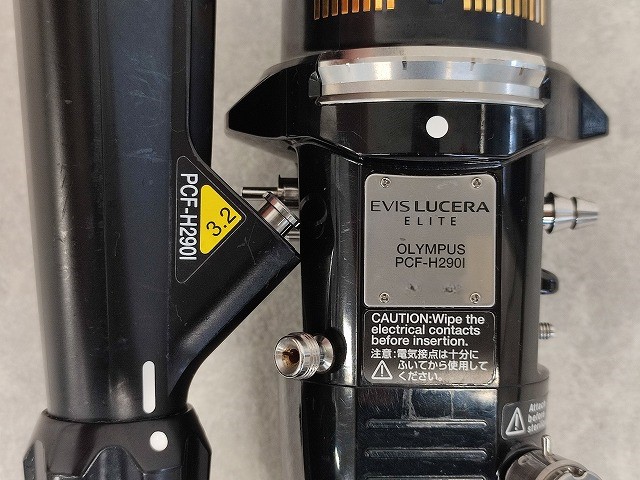 PCF-H290I
3.2
EVIS LUCERA
ELITE
OLYMPUS
PCF-H290I
CAUTION:Wipe the
electrical contacts
before insertion.
注意:電気接点は十分に
ふいてから使用して
ください。
Attach
before